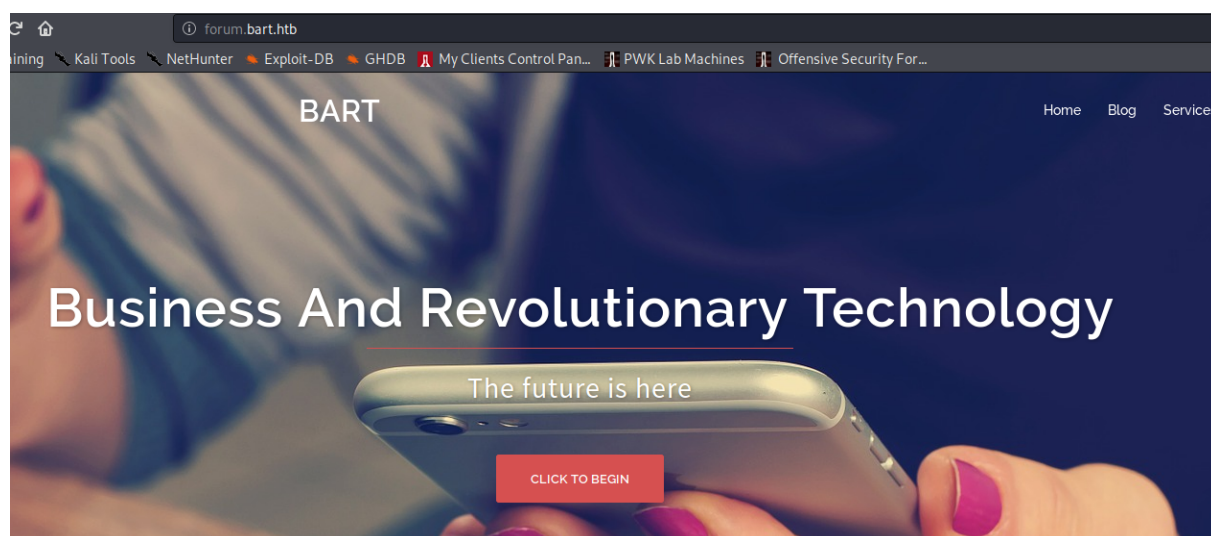 forum.bart.htb
ining Kali Tools NetHunter Exploit-DB GHDB My Clients Control Pan... PWK Lab Machines Offensive Security For...
BART Home Blog Service
Business And Revolutionary Technology
The future is here
CLICK TO BEGIN